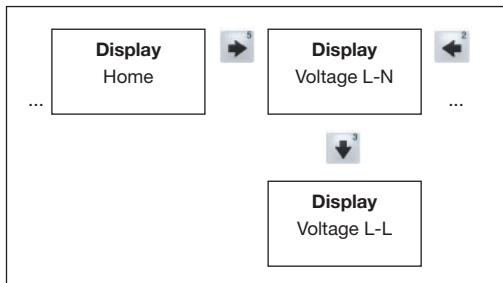 Display
Home
5
Display
Voltage L-N
2
...
...
3
Display
Voltage L-L